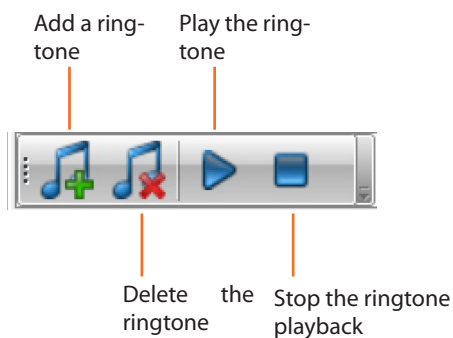 Add a ring-
tone
Play the ring-
tone
Delete the
ringtone
Stop the ringtone
playback